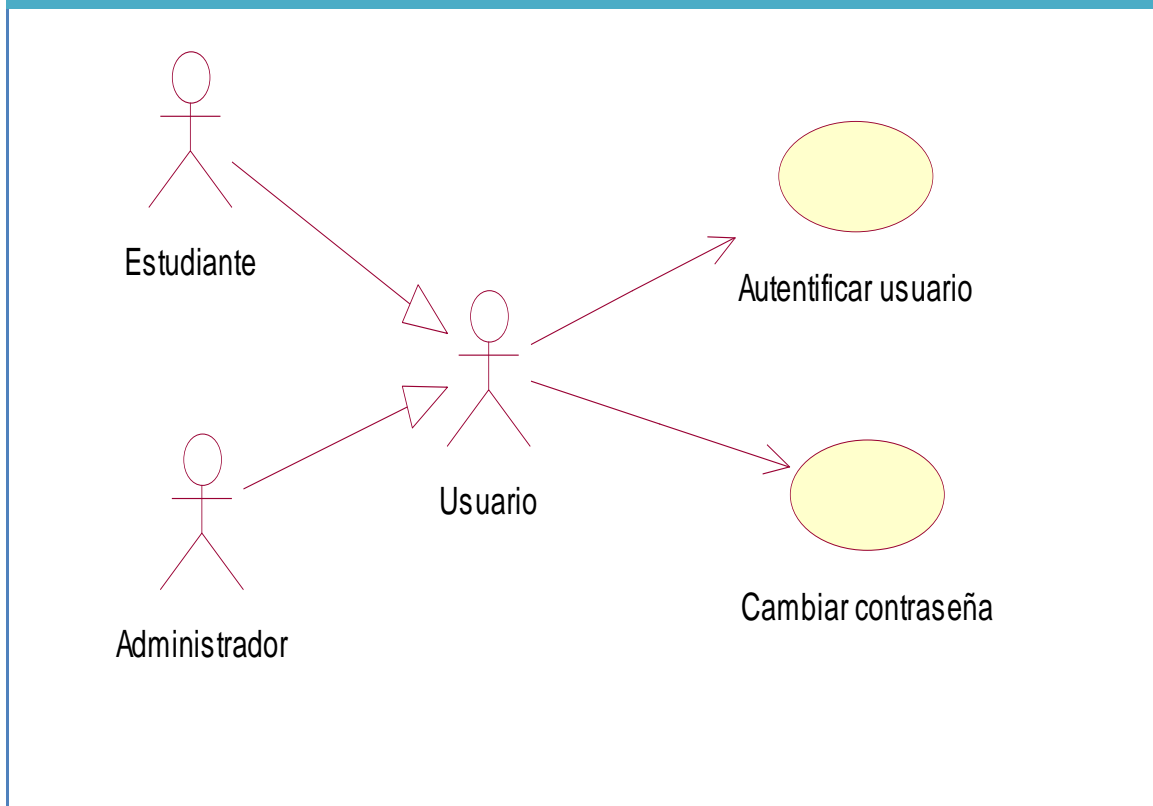 Estudiante
Autentificar usuario
Usuario
Cambiar contraseña
Administrador